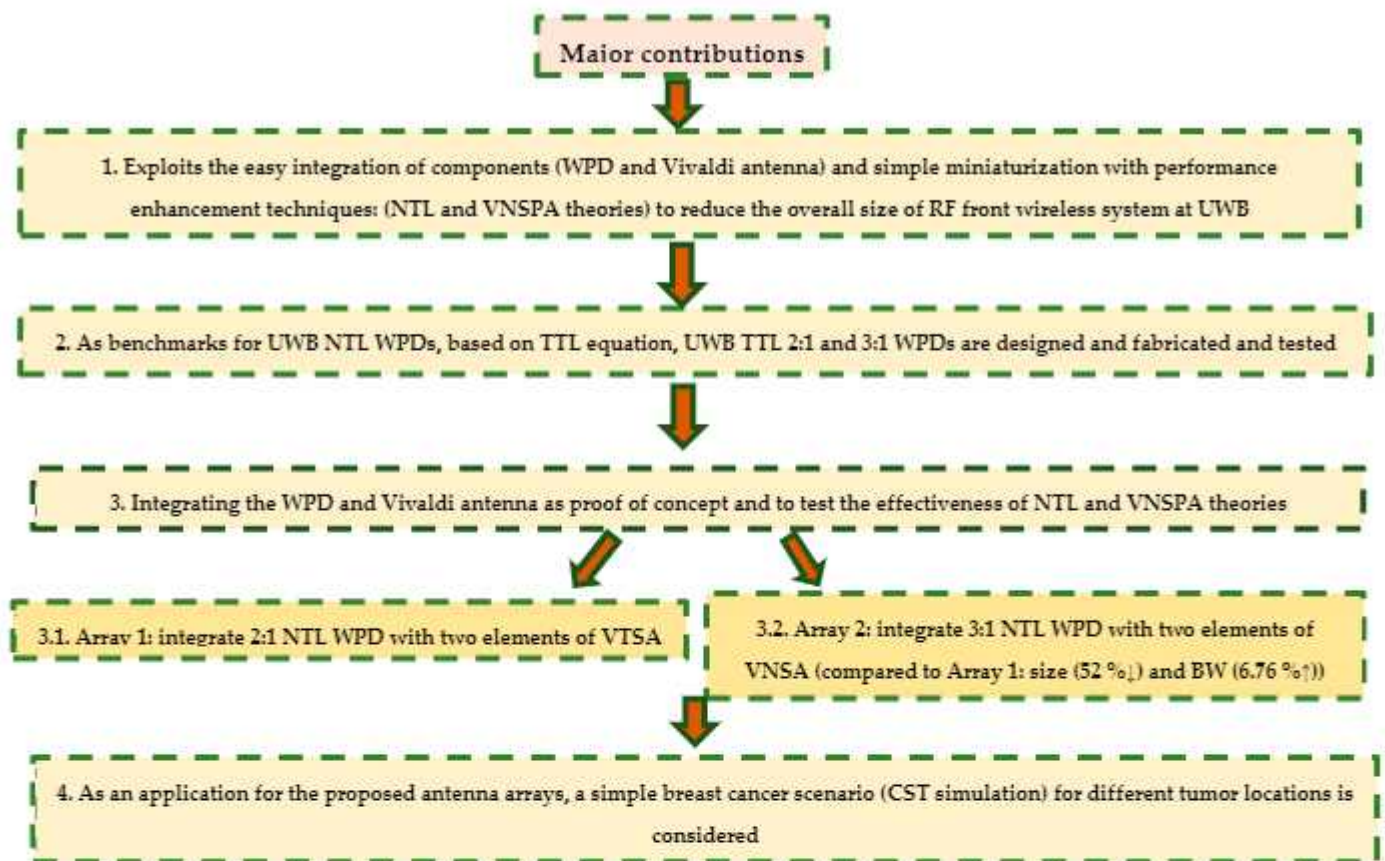 Major contributions
1. Exploits the easy integration of components (WPD and Vivaldi antenna) and simple miniaturization with performance
enhancement techniques: (NTL and VNSPA theories) to reduce the overall size of RF front wireless system at UWB
2. As benchmarks for UWB NTL WPDs, based on TTL equation, UWB TTL 2:1 and 3:1 WPDs are designed and fabricated and tested
3. Integrating the WPD and Vivaldi antenna as proof of concept and to test the effectiveness of NTL and VNSPA theories
3.1. Array 1: integrate 2:1 NTL WPD with two elements of VTSA
3.2. Array 2: integrate 3:1 NTL WPD with two elements of
VNSA (compared to Array 1: size (52 %↓) and BW (6.76 %↑))
4. As an application for the proposed antenna arrays, a simple breast cancer scenario (CST simulation) for different tumor locations is
considered